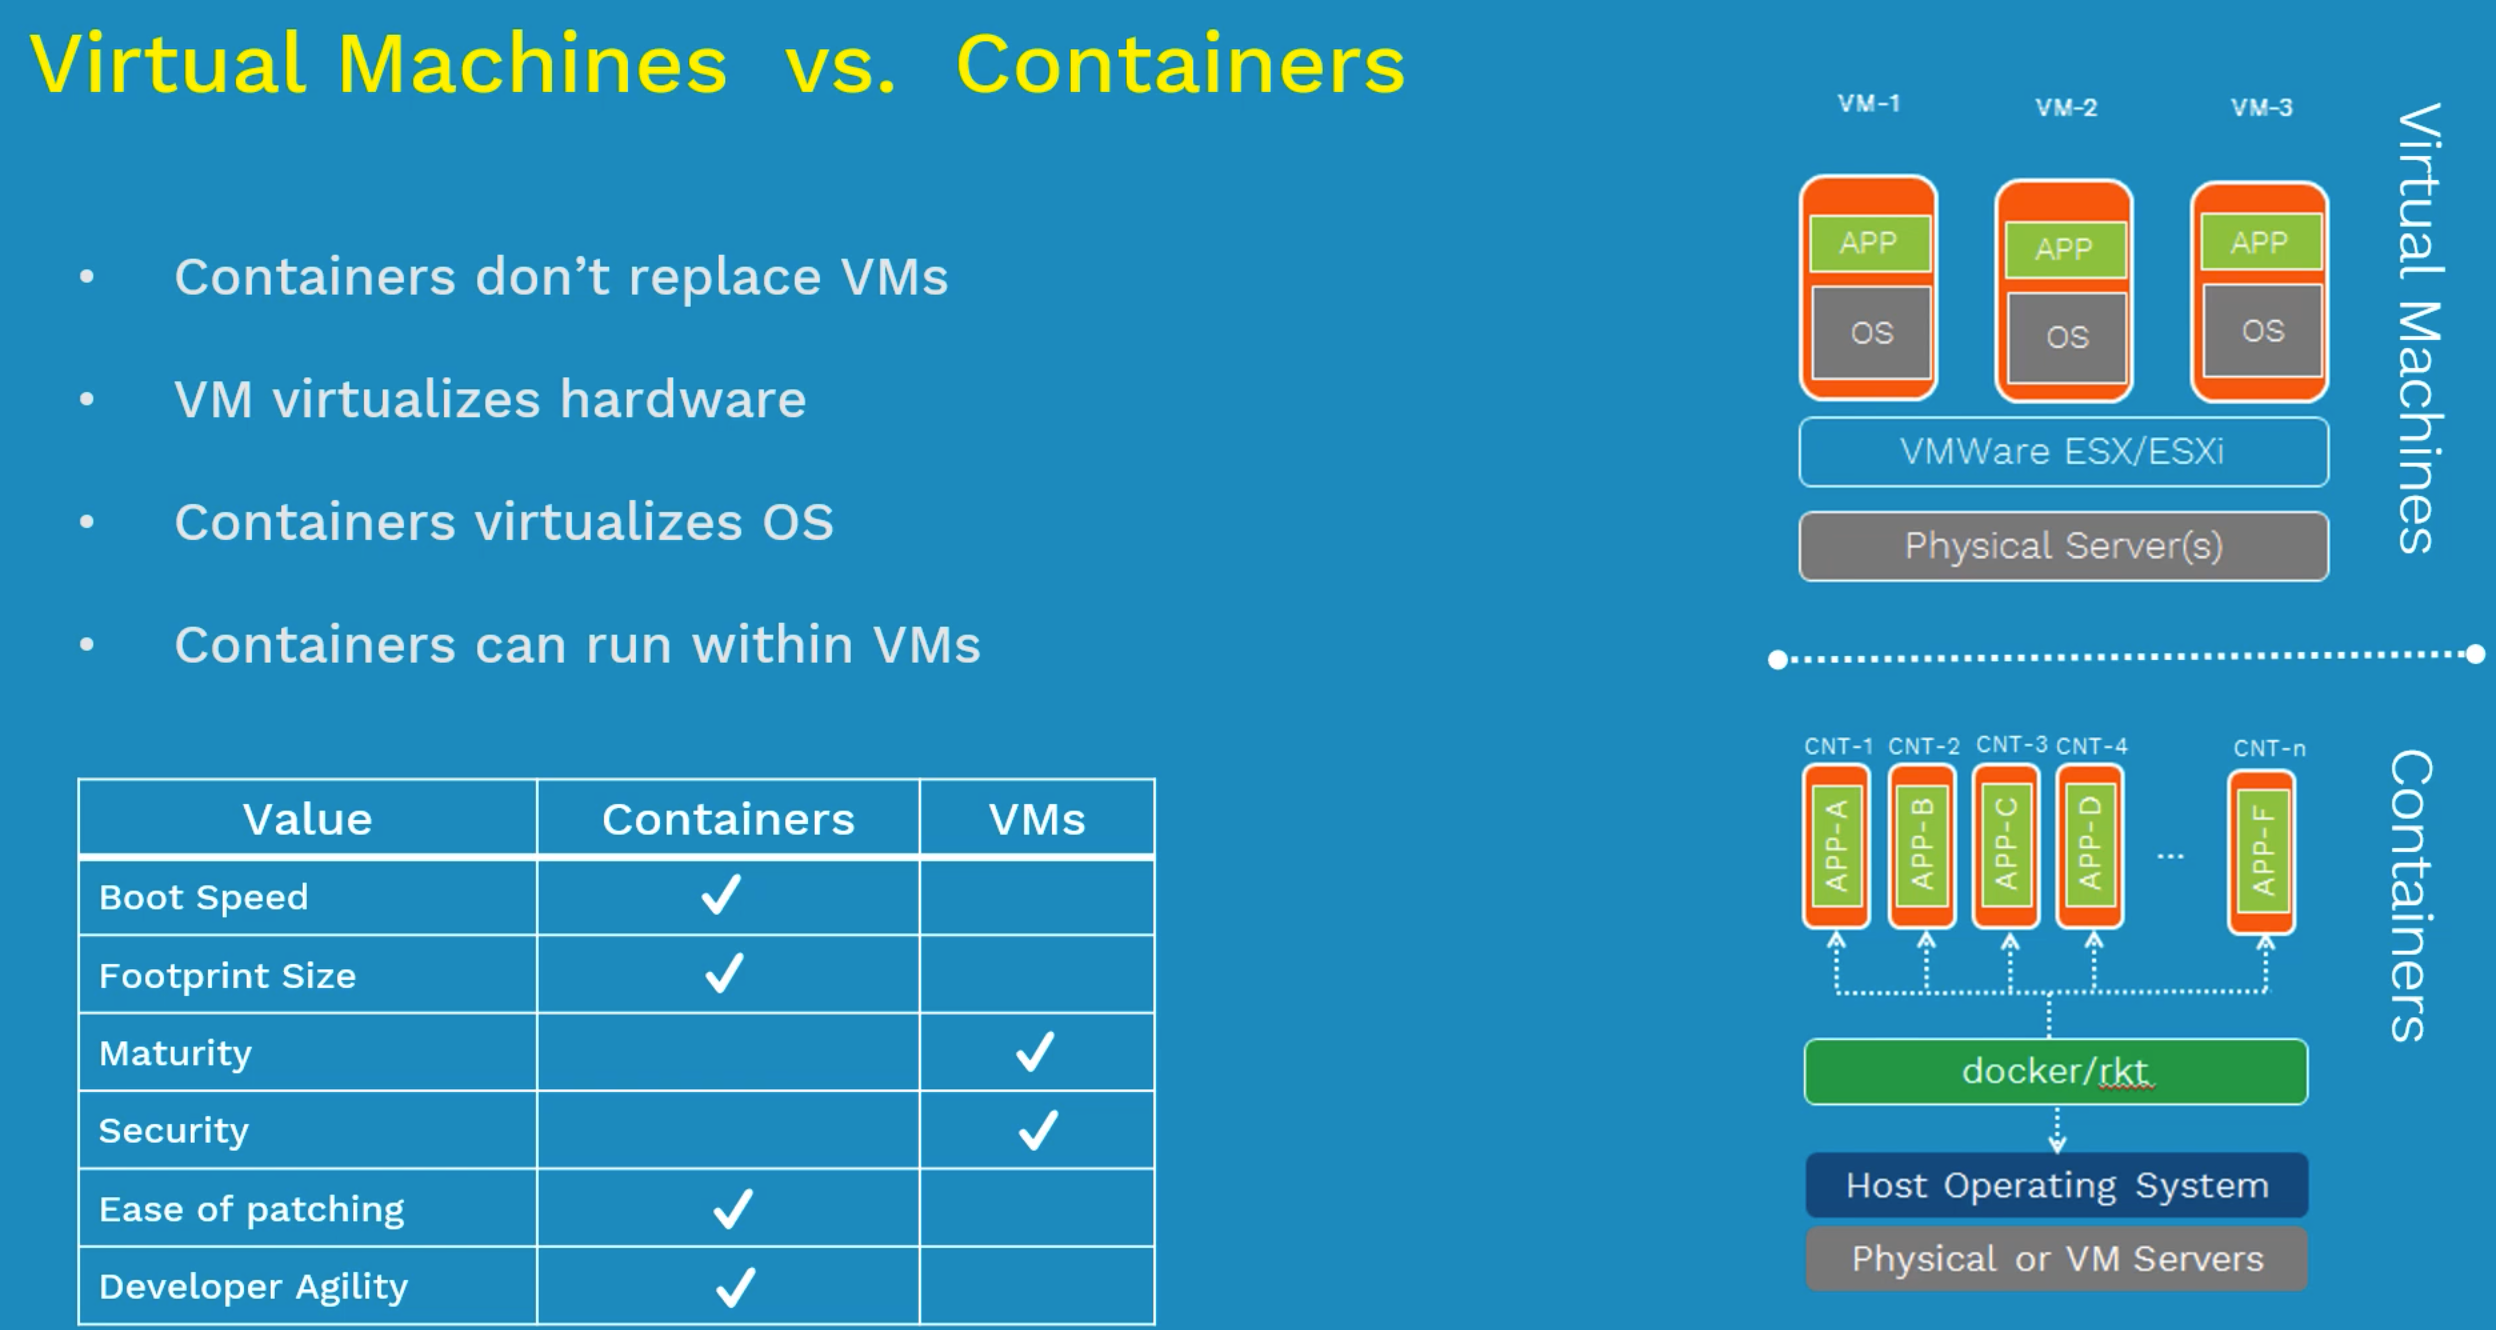 Virtual Machines vs. Containers
• Containers don’t replace VMs
• VM virtualizes hardware
• Containers virtualizes OS
• Containers can run within VMs
Value Containers VMs
Boot Speed ✓
Footprint Size ✓
Maturity ✓
Security ✓
Ease of patching ✓
Developer Agility ✓
VM-1 VM-2 VM-3
APP APP APP
OS OS OS
VMWare ESX/ESXi
Physical Server(s)
Virtual Machines
CNT-1 CNT-2 CNT-3 CNT-4 CNT-n
APP-A APP-B APP-C APP-D ... APP-F
docker/rkt
Host Operating System
Physical or VM Servers
Containers